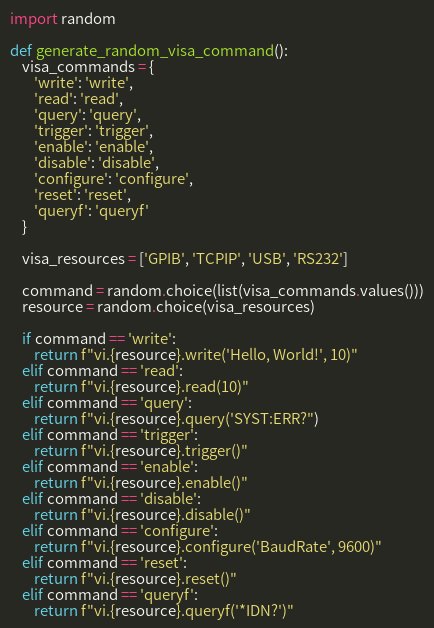 import random

def generate_random_visa_command():
    visa_commands = {
        'write': 'write',
        'read': 'read',
        'query': 'query',
        'trigger': 'trigger',
        'enable': 'enable',
        'disable': 'disable',
        'configure': 'configure',
        'reset': 'reset',
        'queryf': 'queryf'
    }

    visa_resources = ['GPIB', 'TCPIP', 'USB', 'RS232']

    command = random.choice(list(visa_commands.values()))
    resource = random.choice(visa_resources)

    if command == 'write':
        return f"vi.{resource}.write('Hello, World!', 10)"
    elif command == 'read':
        return f"vi.{resource}.read(10)"
    elif command == 'query':
        return f"vi.{resource}.query('SYST:ERR?")
    elif command == 'trigger':
        return f"vi.{resource}.trigger()"
    elif command == 'enable':
        return f"vi.{resource}.enable()"
    elif command == 'disable':
        return f"vi.{resource}.disable()"
    elif command == 'configure':
        return f"vi.{resource}.configure('BaudRate', 9600)"
    elif command == 'reset':
        return f"vi.{resource}.reset()"
    elif command == 'queryf':
        return f"vi.{resource}.queryf('*IDN?')"